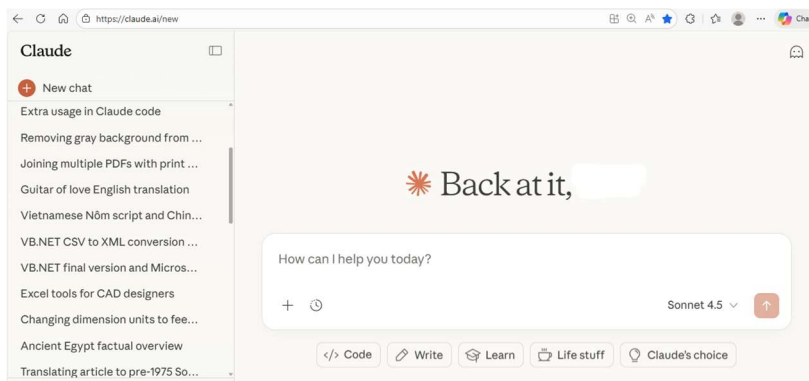 https://claude.ai/new
Cha
Claude
New chat
Extra usage in Claude code
Removing gray background from ...
Joining multiple PDFs with print ...
Guitar of love English translation
Vietnamese Nôm script and Chin...
VB.NET CSV to XML conversion ...
VB.NET final version and Micros...
Excel tools for CAD designers
Changing dimension units to fee...
Ancient Egypt factual overview
Translating article to pre-1975 So...
Back at it,
How can I help you today?
Sonnet 4.5
</> Code
Write
Learn
Life stuff
Claude's choice